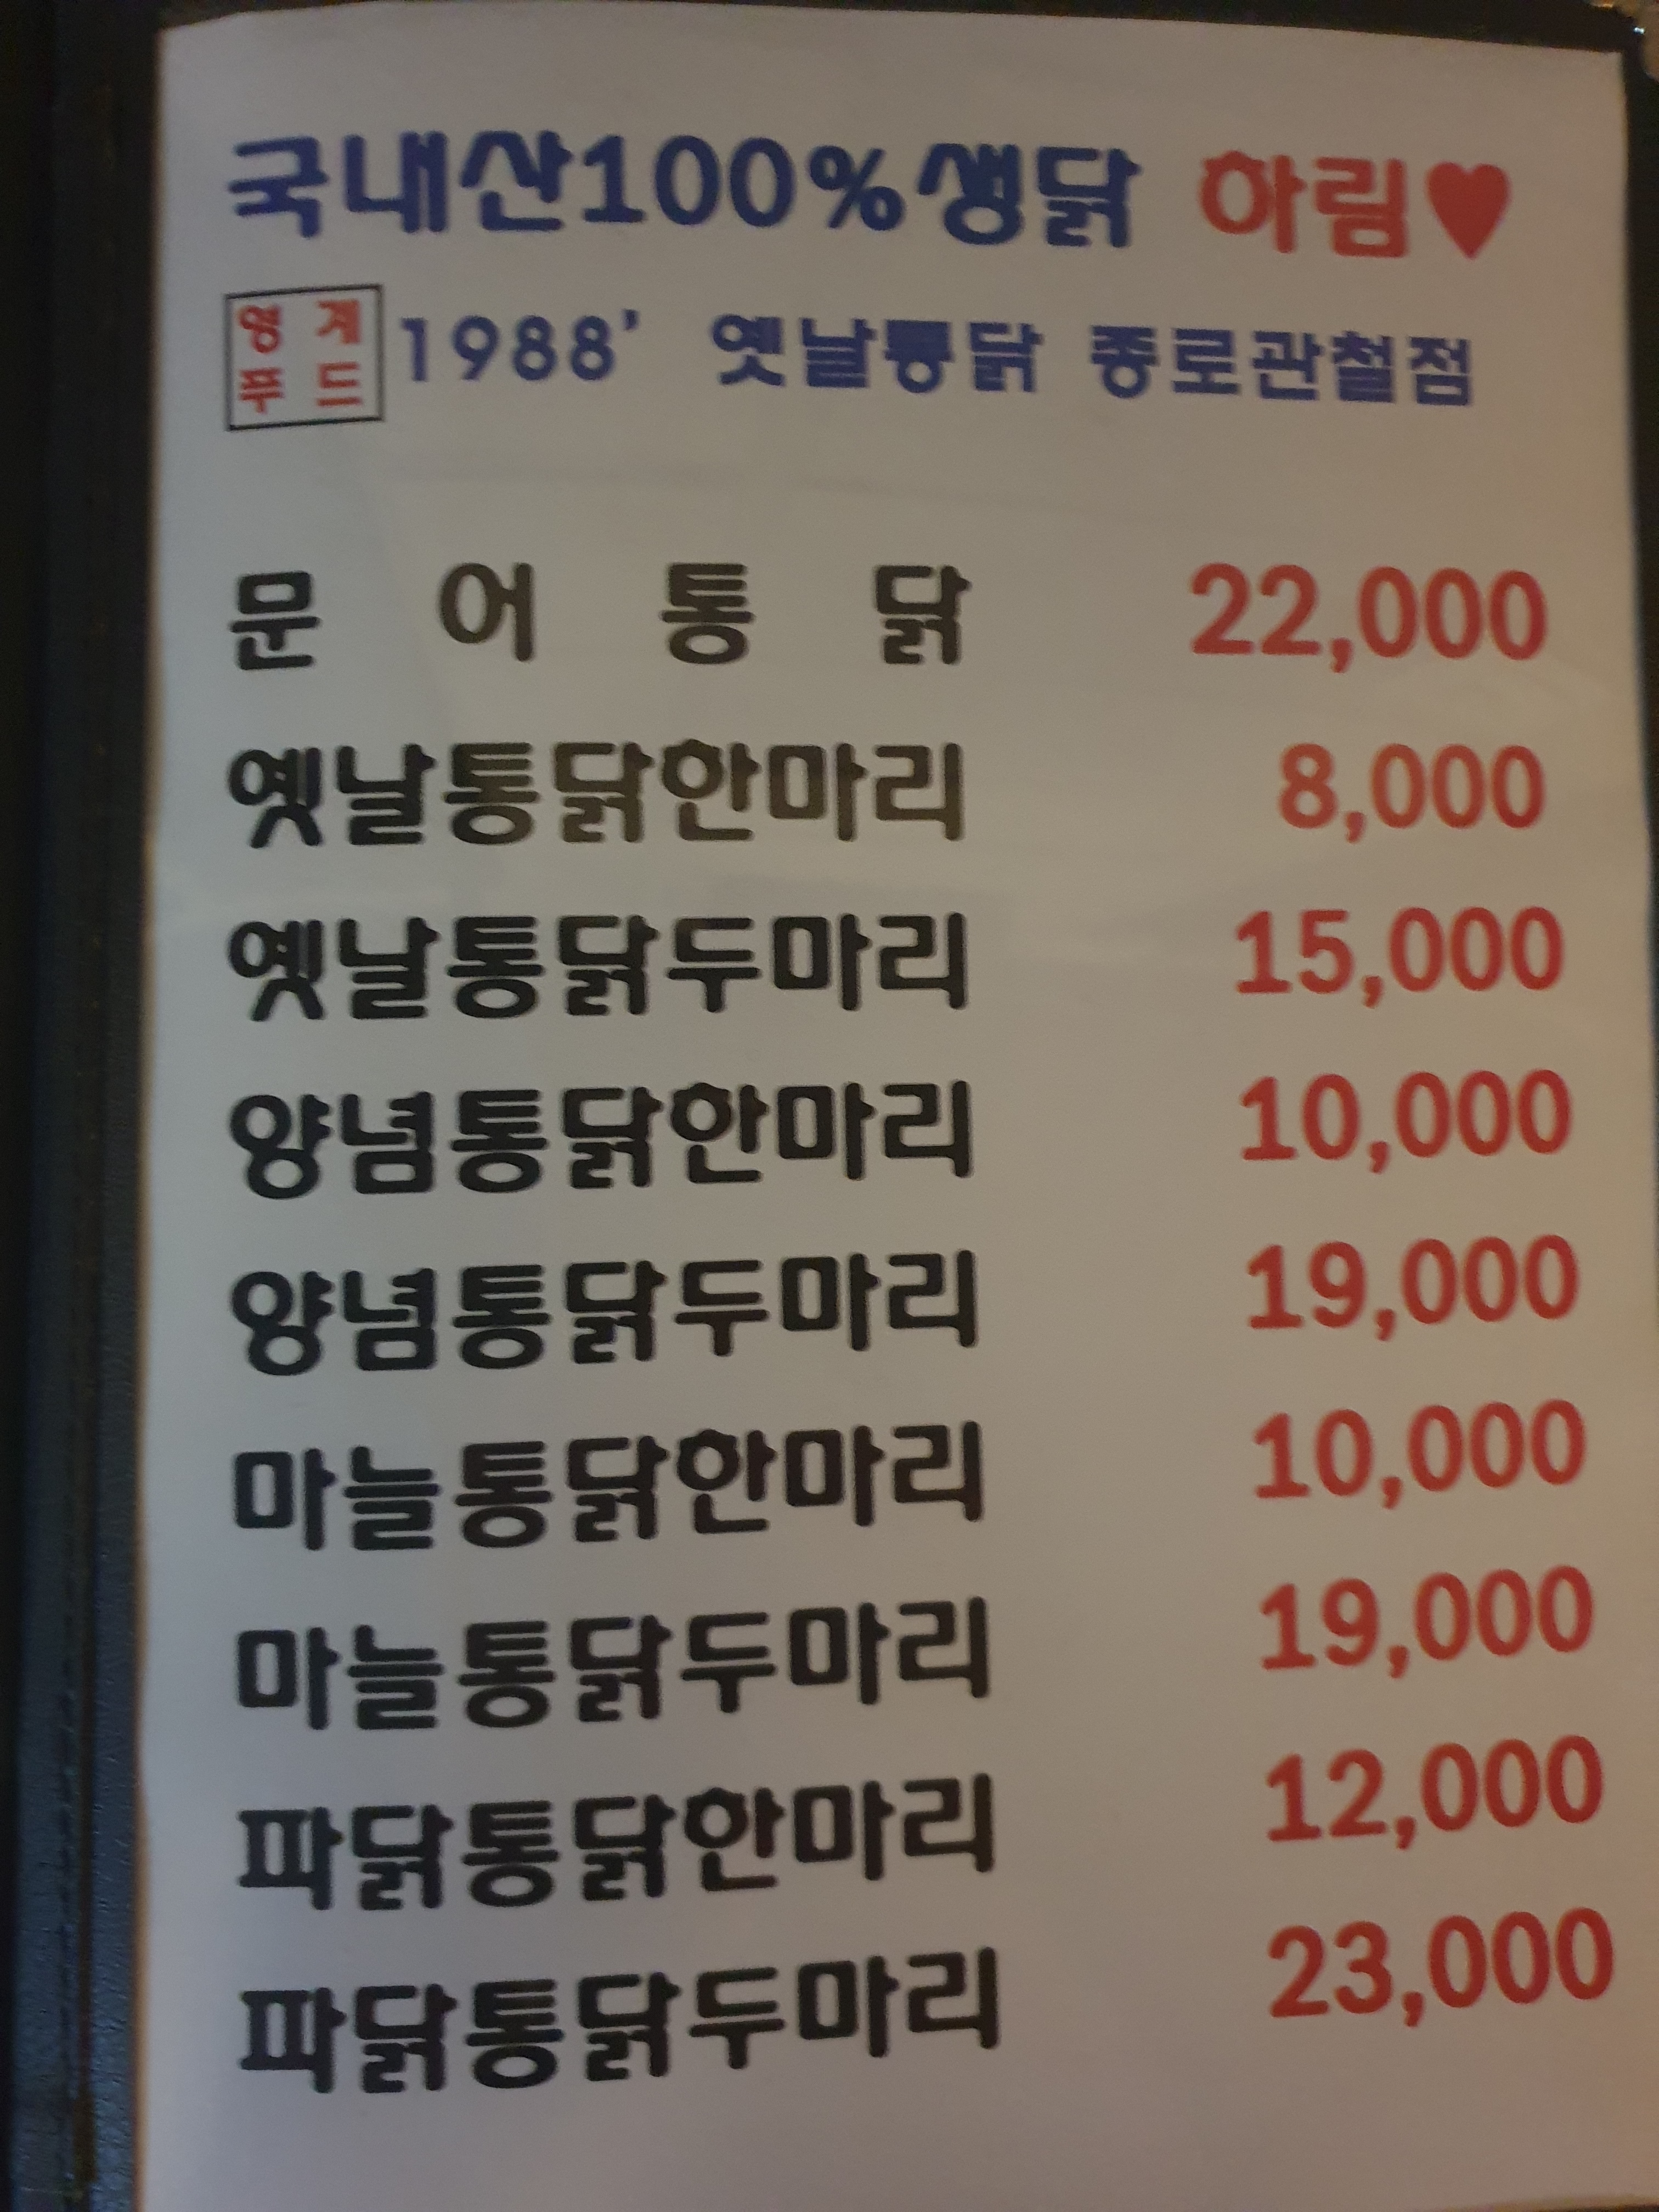 국내산100%생닭 하림♥
영계푸드 1988' 옛날통닭 종로관철점
문 어 통 닭 22,000
옛날통닭한마리 8,000
옛날통닭두마리 15,000
양념통닭한마리 10,000
양념통닭두마리 19,000
마늘통닭한마리 10,000
마늘통닭두마리 19,000
파닭통닭한마리 12,000
파닭통닭두마리 23,000